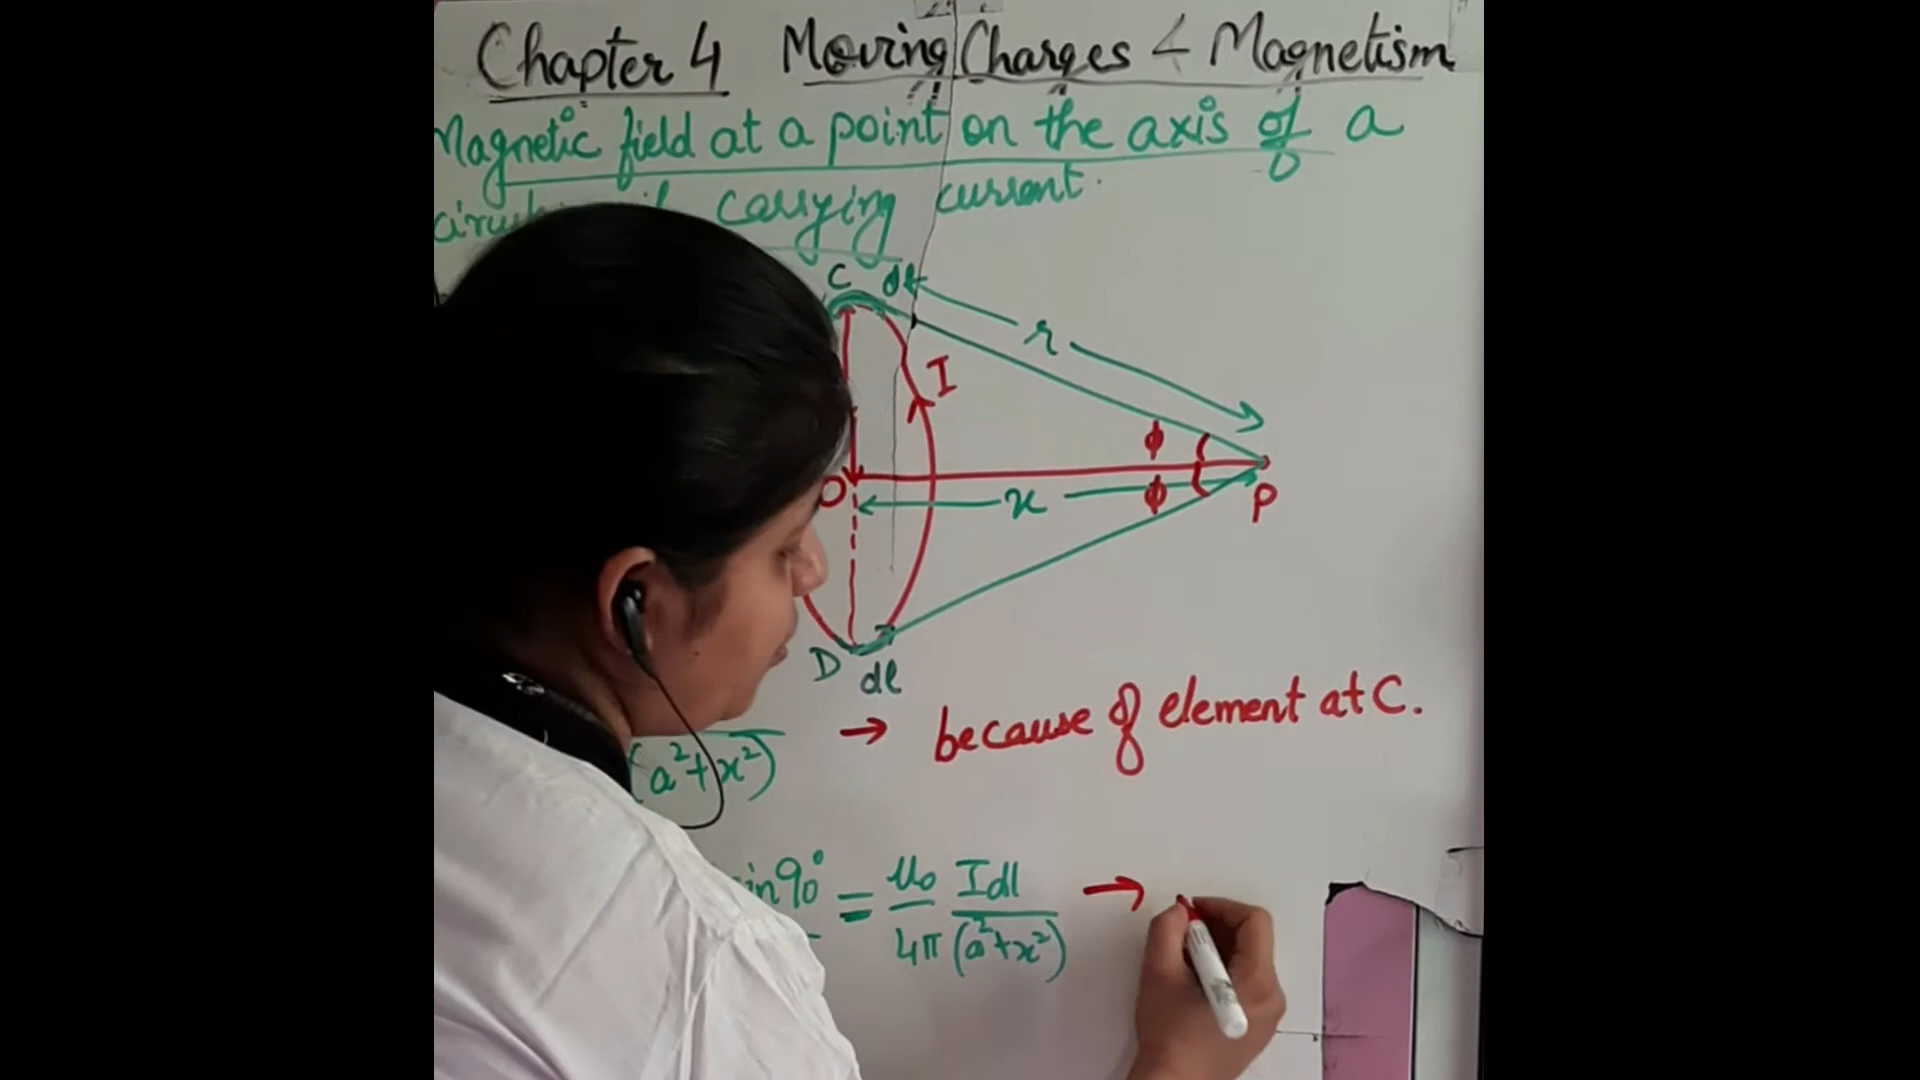 Chapter 4 Moving Charges & Magnetism
Magnetic field at a point on the axis of a
carrying current.
C dl
r
I
ϕ
O
x
ϕ
P
D dl
(a²+x²) → because of element at C.
in90° = μ₀ Idl →
4π (a²+x²)